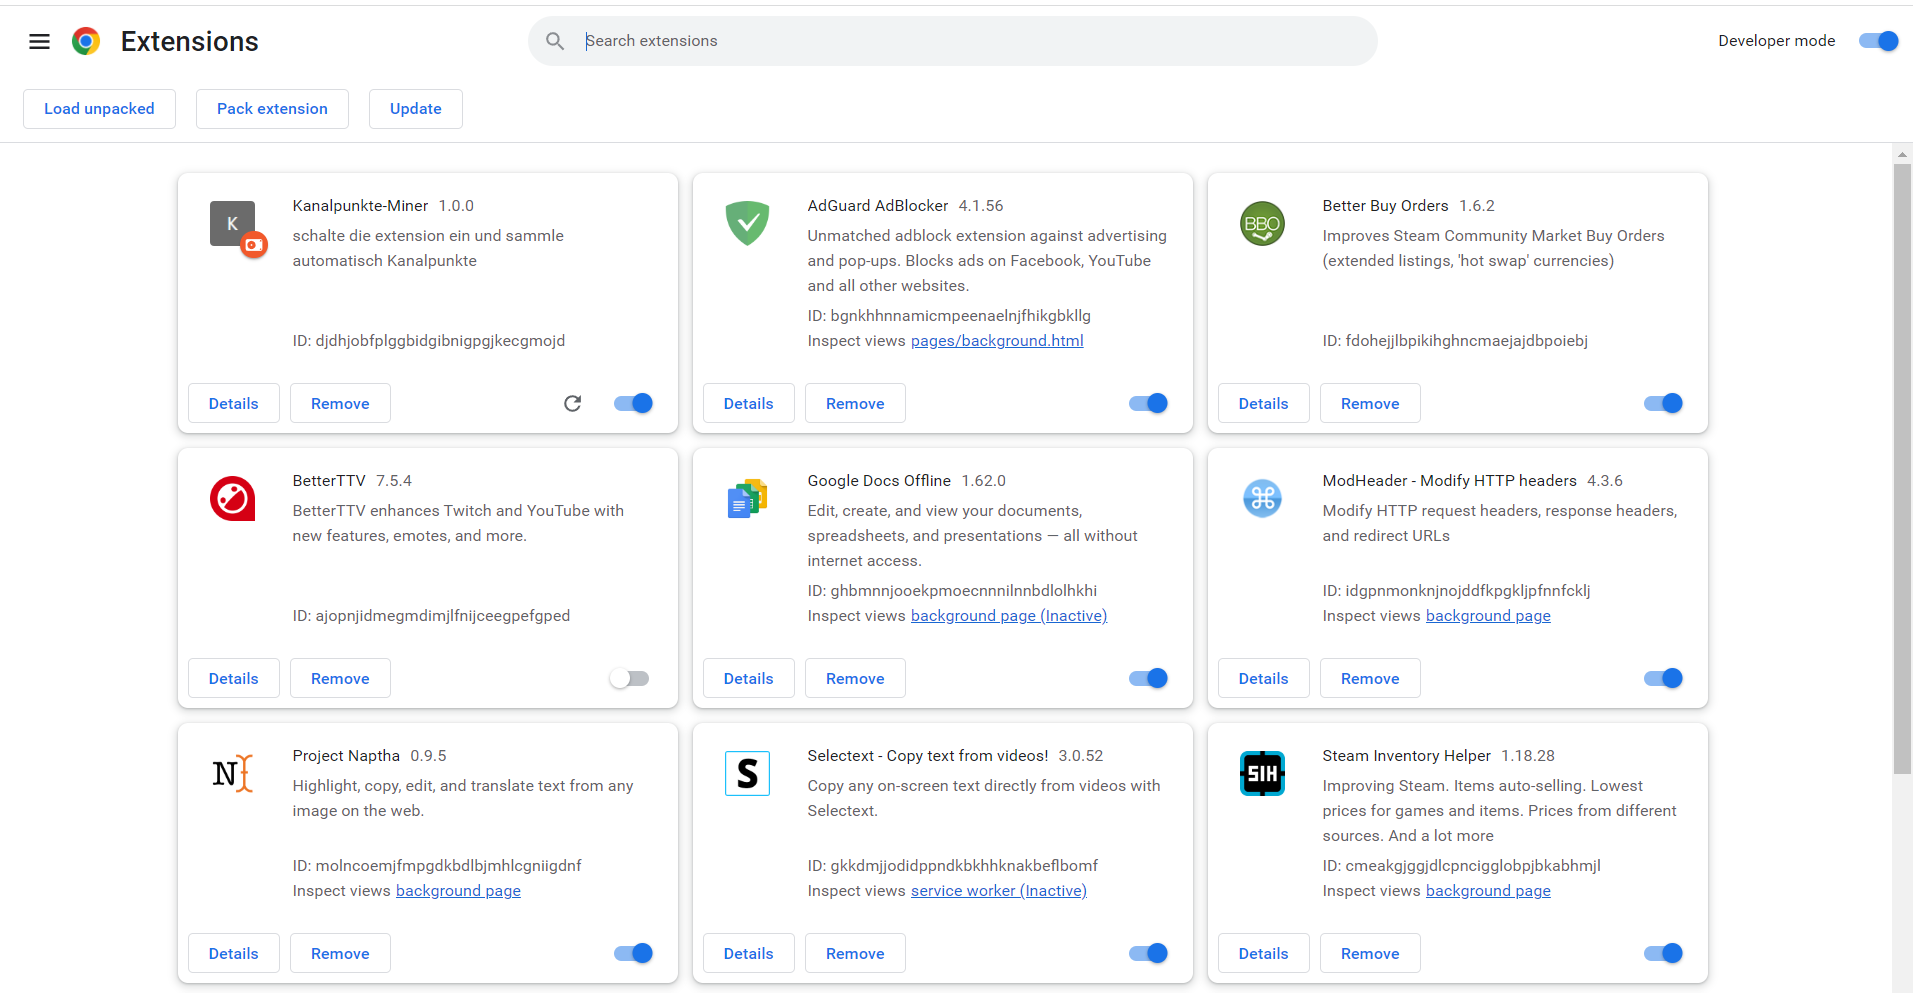 Extensions
Search extensions
Developer mode
Load unpacked
Pack extension
Update
K
Kanalpunkte-Miner 1.0.0
schalte die extension ein und sammle
automatisch Kanalpunkte
ID: djdhjobfplggbidgibnigpgjkecgmojd
Details
Remove
AdGuard AdBlocker 4.1.56
Unmatched adblock extension against advertising
and pop-ups. Blocks ads on Facebook, YouTube
and all other websites.
ID: bgnkhhnnamicmpeenaelnjfhikgbkllg
Inspect views pages/background.html
Details
Remove
BBO
Better Buy Orders 1.6.2
Improves Steam Community Market Buy Orders
(extended listings, 'hot swap' currencies)
ID: fdohejjlbpikihghncmaejajdbpoiebj
Details
Remove
BetterTTV 7.5.4
BetterTTV enhances Twitch and YouTube with
new features, emotes, and more.
ID: ajopnjidmegmdimjlfnijceegpefgped
Details
Remove
Google Docs Offline 1.62.0
Edit, create, and view your documents,
spreadsheets, and presentations — all without
internet access.
ID: ghbmnnjooekpmoecnnnilnnbdlolhkhi
Inspect views background page (Inactive)
Details
Remove
ModHeader - Modify HTTP headers 4.3.6
Modify HTTP request headers, response headers,
and redirect URLs
ID: idgpnmonknjnojddfkpgkljpfnnfcklj
Inspect views background page
Details
Remove
N
Project Naptha 0.9.5
Highlight, copy, edit, and translate text from any
image on the web.
ID: molncoemjfmpgdkbdlbjmhlcgniigdnf
Inspect views background page
Details
Remove
S
Selectext - Copy text from videos! 3.0.52
Copy any on-screen text directly from videos with
Selectext.
ID: gkkdmjjodidppndkbkhhknakbeflbomf
Inspect views service worker (Inactive)
Details
Remove
SIH
Steam Inventory Helper 1.18.28
Improving Steam. Items auto-selling. Lowest
prices for games and items. Prices from different
sources. And a lot more
ID: cmeakgjggjdlcpncigglobpjbkabhmjl
Inspect views background page
Details
Remove